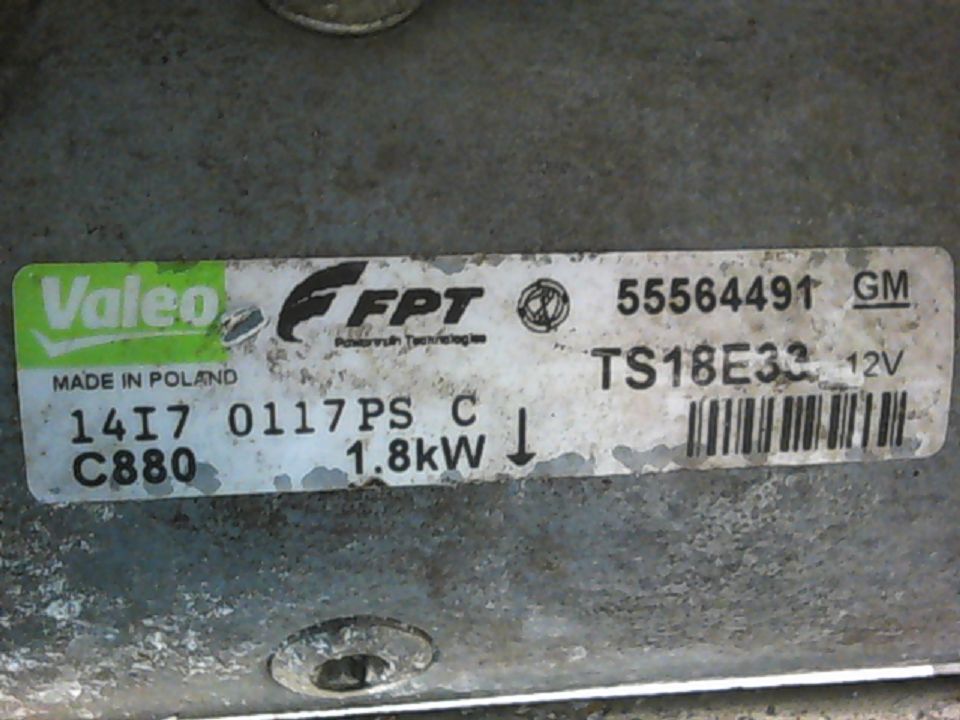 Valeo FPT 55564491 GM
Powertrain Technologies
MADE IN POLAND TS18E33 12V
14I7 0117PS C
C880 1.8kW